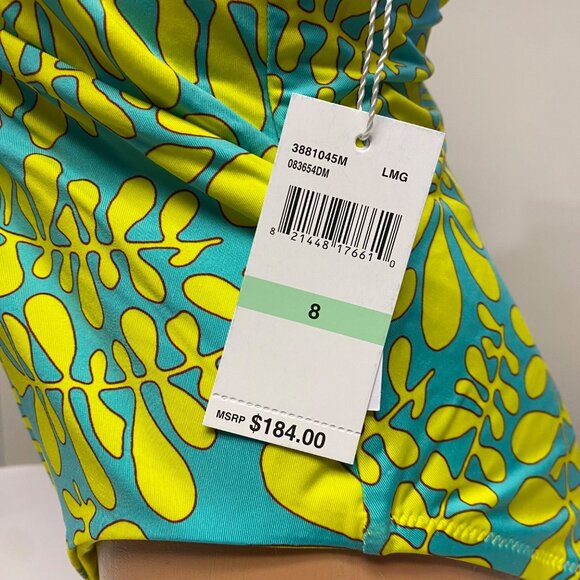 3881045M
083654DM LMG
8 21448 17661 0
8
MSRP $184.00